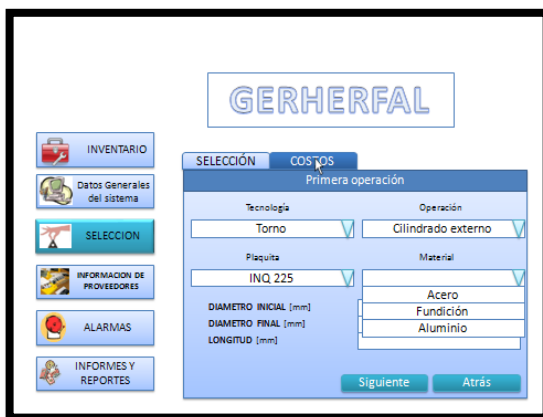 GERHERFAL
INVENTARIO
Datos Generales
del sistema
SELECCION
INFORMACION DE
PROVEEDORES
ALARMAS
INFORMES Y
REPORTES
SELECCIÓN
COSTOS
Primera operación
Tecnología
Operación
Torno
Cilindrado externo
Plaquita
Material
INQ 225
Acero
Fundición
Aluminio
DIAMETRO INICIAL [mm]
DIAMETRO FINAL [mm]
LONGITUD [mm]
Siguiente
Atrás